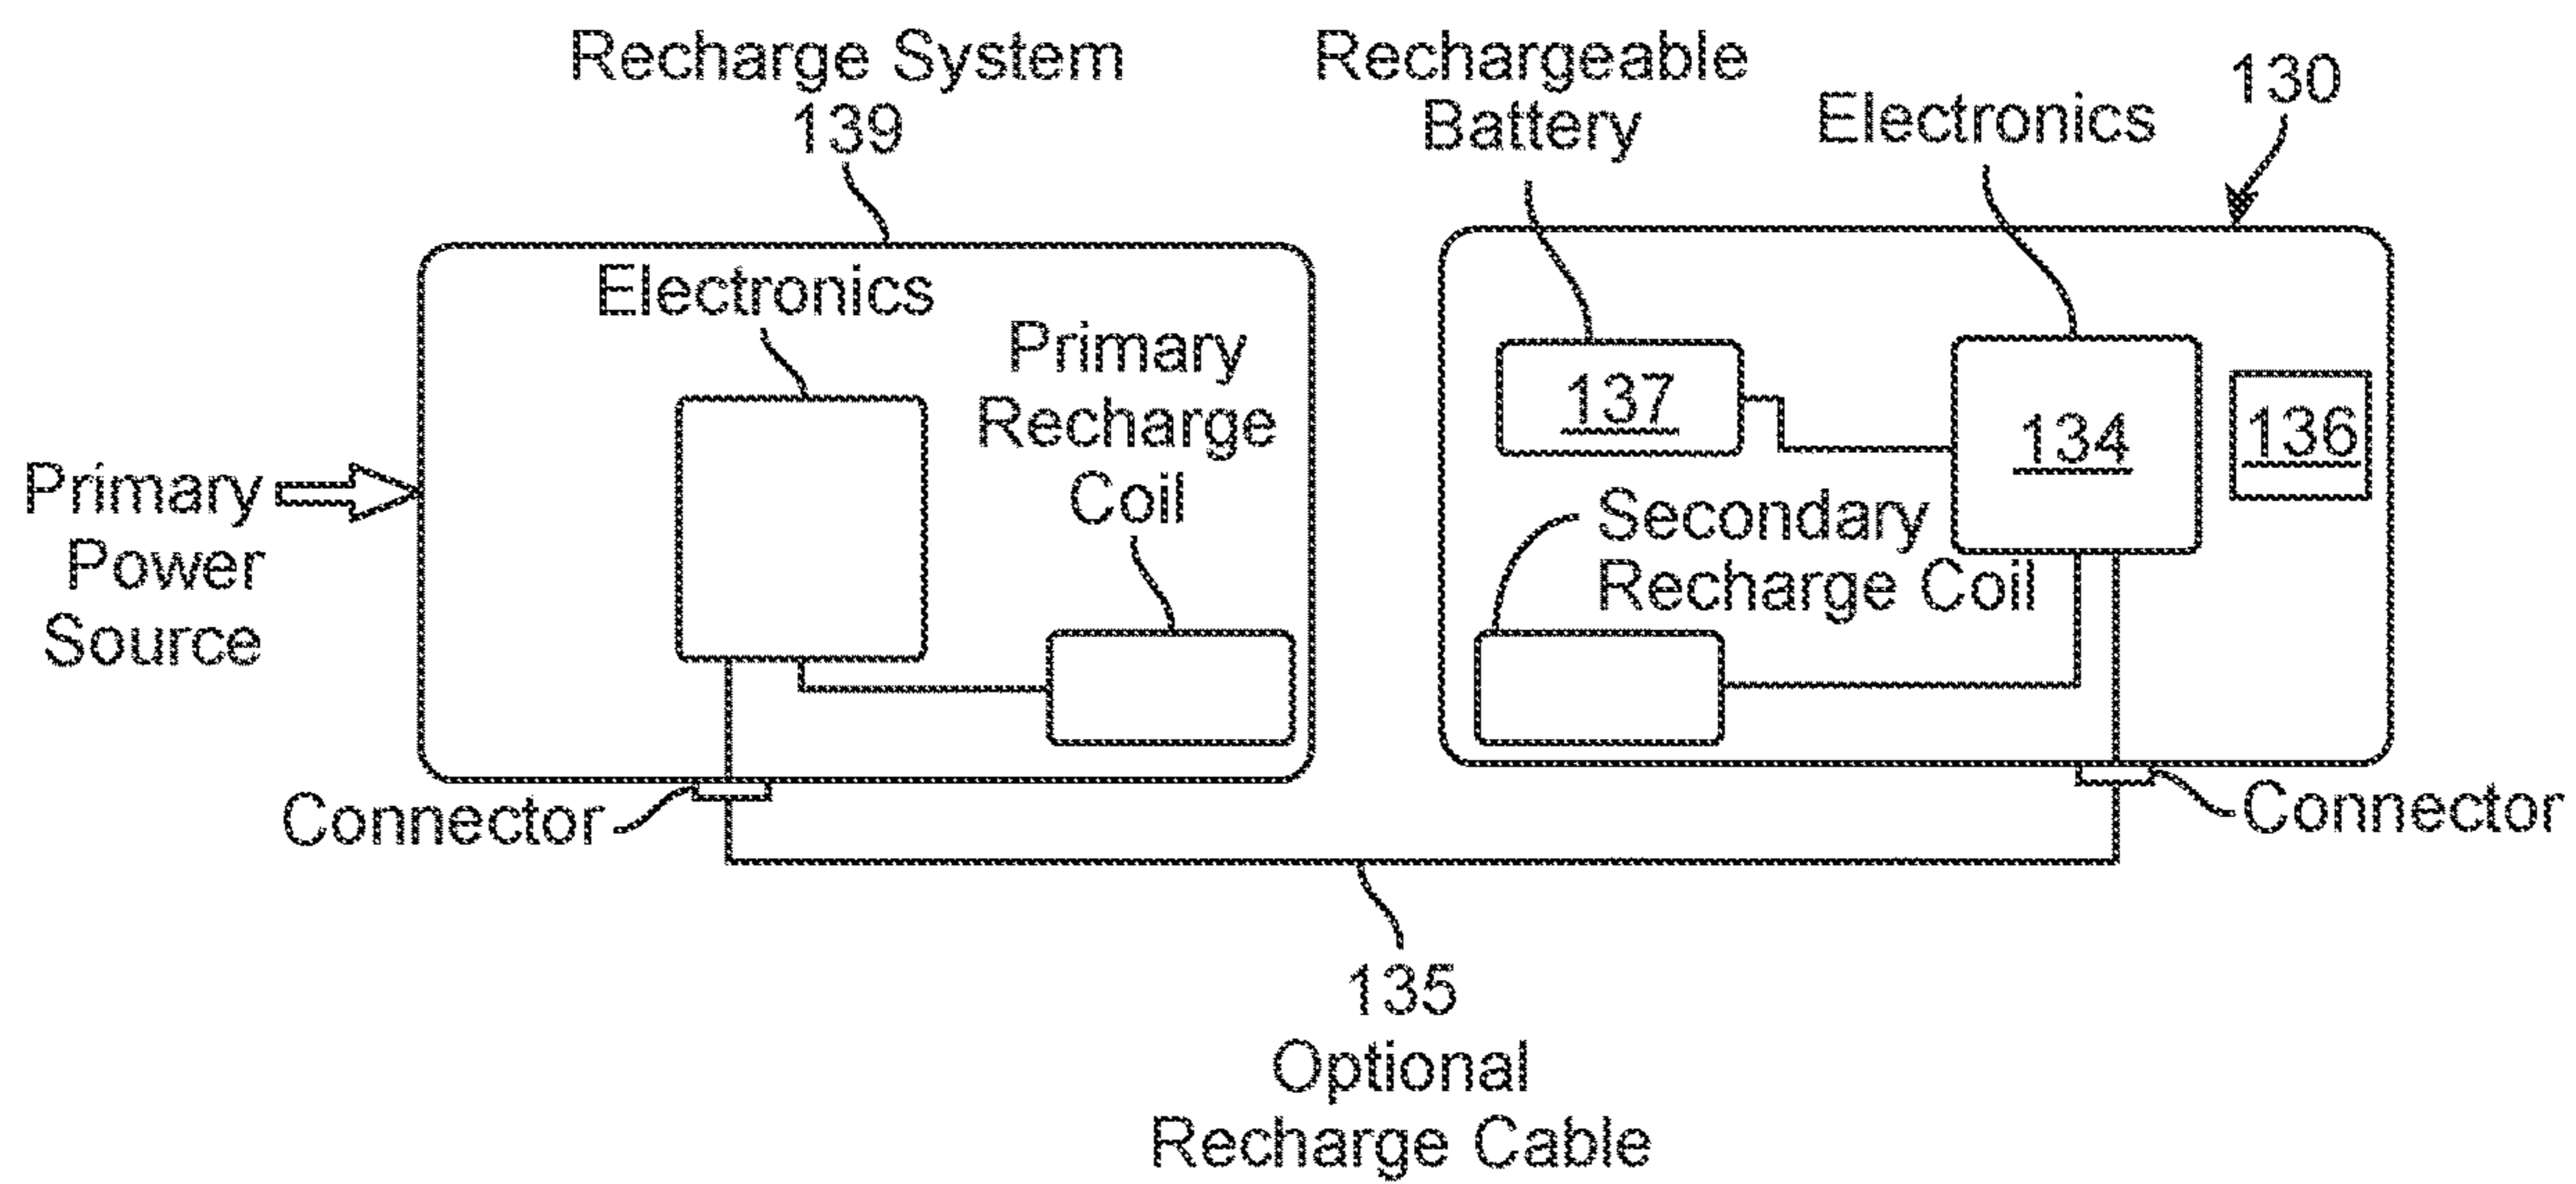 Recharge System
139
Rechargeable
Battery
Electronics
130
Electronics
Primary
Recharge
Coil
Primary
Power
Source
137
134
136
Secondary
Recharge Coil
Connector
Connector
135
Optional
Recharge Cable